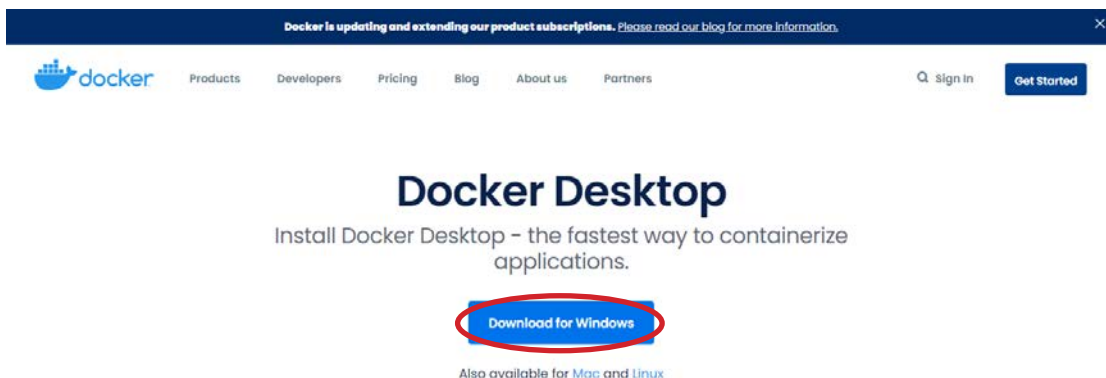 Docker is updating and extending our product subscriptions. Please read our blog for more information.
docker Products Developers Pricing Blog About us Partners Sign In Get Started
Docker Desktop
Install Docker Desktop - the fastest way to containerize
applications.
Download for Windows
Also available for Mac and Linux